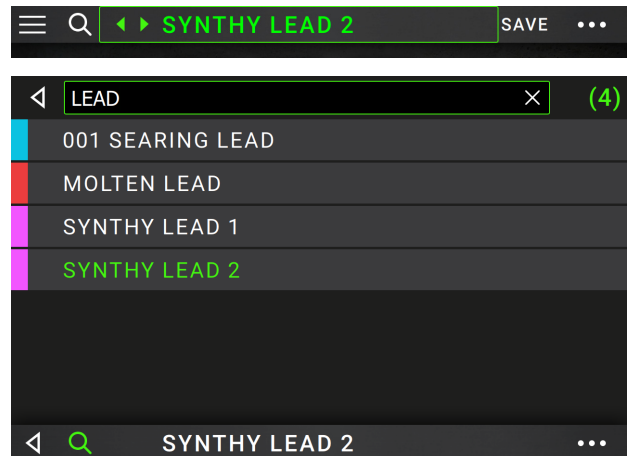 SYNTHY LEAD 2 SAVE
LEAD (4)
001 SEARING LEAD
MOLTEN LEAD
SYNTHY LEAD 1
SYNTHY LEAD 2
SYNTHY LEAD 2